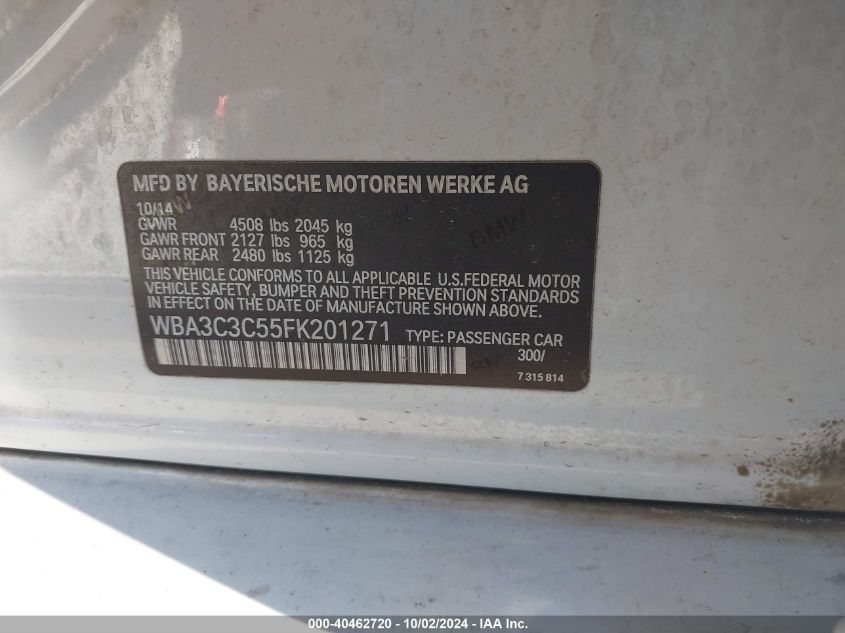 MFD BY BAYERISCHE MOTOREN WERKE AG
10/14
GVWR 4508 lbs 2045 kg
GAWR FRONT 2127 lbs 965 kg
GAWR REAR 2480 lbs 1125 kg
THIS VEHICLE CONFORMS TO ALL APPLICABLE U.S.FEDERAL MOTOR
VEHICLE SAFETY, BUMPER AND THEFT PREVENTION STANDARDS
IN EFFECT ON THE DATE OF MANUFACTURE SHOWN ABOVE.
WBA3C3C55FK201271 TYPE: PASSENGER CAR
300/
7 315 814
BMW
000-40462720 - 10/02/2024 - IAAI.com